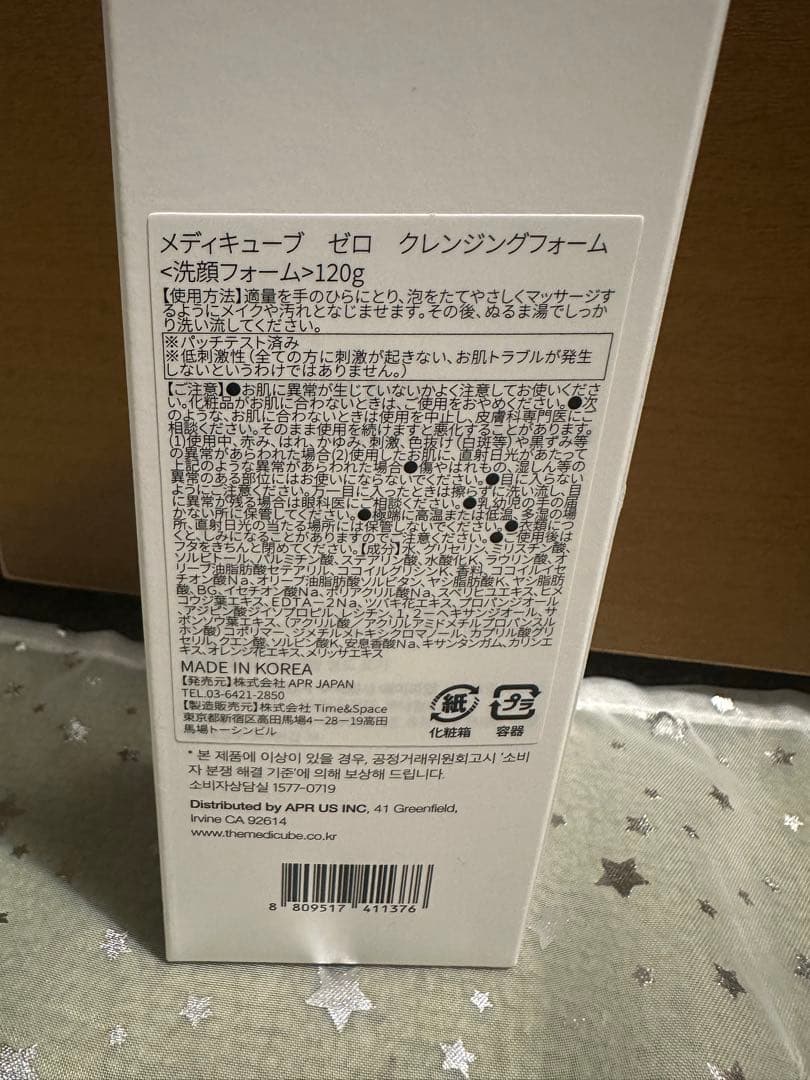 メディキューブ　ゼロ　クレンジングフォーム
<洗顔フォーム>120g
【使用方法】適量を手のひらにとり、泡をたてやさしくマッサージす
るようにメイクや汚れとなじませます。その後、ぬるま湯でしっか
り洗い流してください。
※パッチテスト済み
※低刺激性(全ての方に刺激が起きない、お肌トラブルが発生
しないというわけではありません。)
【ご注意】●お肌に異常が生じていないかよく注意してお使いくださ
い。化粧品がお肌に合わないときは、ご使用をおやめください。●次
のような、お肌に合わないときは使用を中止し、皮膚科専門医にご
相談ください。そのまま使用を続けますと悪化することがあります。
(1)使用中、赤み、はれ、かゆみ、刺激、色抜け(白斑等)や黒ずみ等
の異常があらわれた場合(2)使用したお肌に、直射日光があたって
上記のような異常があらわれた場合●傷やはれもの、湿しん等の
異常のある部位にはお使いにならないでください。●目に入らない
ようにご注意ください。万一目に入ったときは擦らずに洗い流し、目
に異常が残る場合は眼科医にご相談ください。●乳幼児の手の届
かない所に保管してください。●極端に高温または低温、多湿の場
所、直射日光の当たる場所には保管しないでください。●衣類につ
くと、しみになることがありますのでご注意ください。●ご使用後は
フタをきちんと閉めてください。【成分】水、グリセリン、ミリスチン酸、
ソルビトール、パルミチン酸、ステアリン酸、水酸化K、ラウリン酸、オ
リーブ油脂肪酸セテアリル、ココイルグリシンK、香料、ココイルイセ
チオン酸Na、オリーブ油脂肪酸ソルビタン、ヤシ脂肪酸K、ヤシ脂肪
酸、BG、イセチオン酸Na、ポリアクリル酸Na、スベリヒユエキス、ヒメ
コウジ葉エキス、EDTA−2Na、ツバキ花エキス、プロパンジオール
、アジピン酸ジイソプロピル、レシチン、1，2−ヘキサンジオール、サ
ボンソウ葉エキス、(アクリル酸／アクリルアミドメチルプロパンスル
ホン酸)コポリマー、ジメチルメトキシクロマノール、カプリル酸グリ
セリル、クエン酸、ソルビン酸K、安息香酸Na、キサンタンガム、カリンエ
キス、オレンジ花エキス、メリッサエキス
MADE IN KOREA
【発売元】株式会社 APR JAPAN
TEL.03-6421-2850
【製造販売元】株式会社 Time&Space
東京都新宿区高田馬場4−28−19高田
馬場トーシンビル
紙
化粧箱
プラ
容器
* 본 제품에 이상이 있을 경우, 공정거래위원회고시 '소비
자 분쟁 해결 기준'에 의해 보상해 드립니다.
소비자상담실 1577-0719
Distributed by APR US INC, 41 Greenfield,
Irvine CA 92614
www.themedicube.co.kr
8 809517 411376